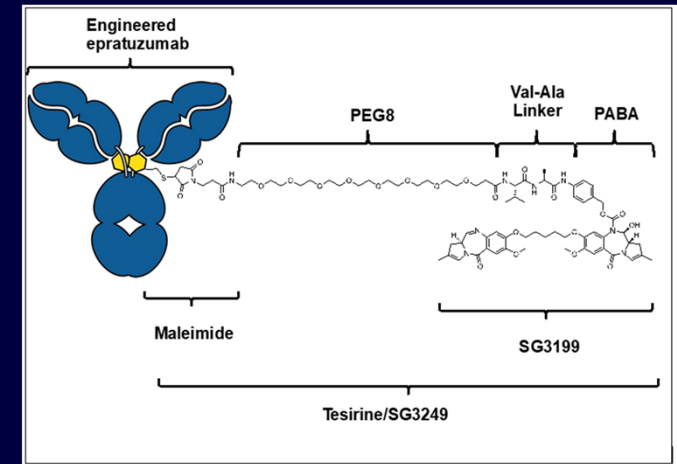 Engineered
epratuzumab
PEG8
Val-Ala
Linker
PABA
Maleimide
SG3199
Tesirine/SG3249